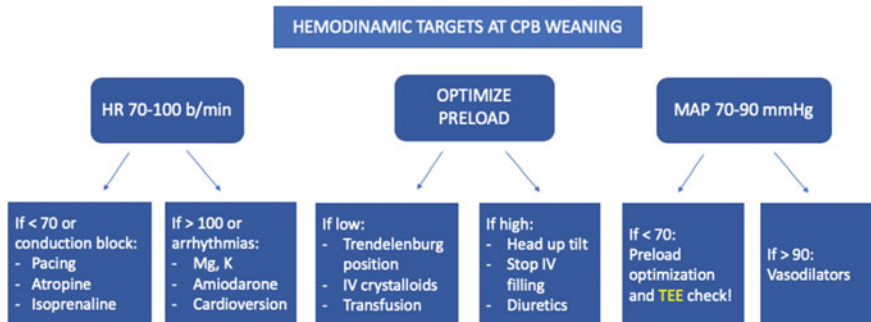 HEMODINAMIC TARGETS AT CPB WEANING
HR 70-100 b/min
OPTIMIZE
PRELOAD
MAP 70-90 mmHg
If < 70 or
conduction block:
- Pacing
- Atropine
- Isoprenaline
If > 100 or
arrhythmias:
- Mg, K
- Amiodarone
- Cardioversion
If low:
- Trendelenburg
position
- IV crystalloids
- Transfusion
If high:
- Head up tilt
- Stop IV
filling
- Diuretics
If < 70:
Preload
optimization
and TEE check!
If > 90:
Vasodilators